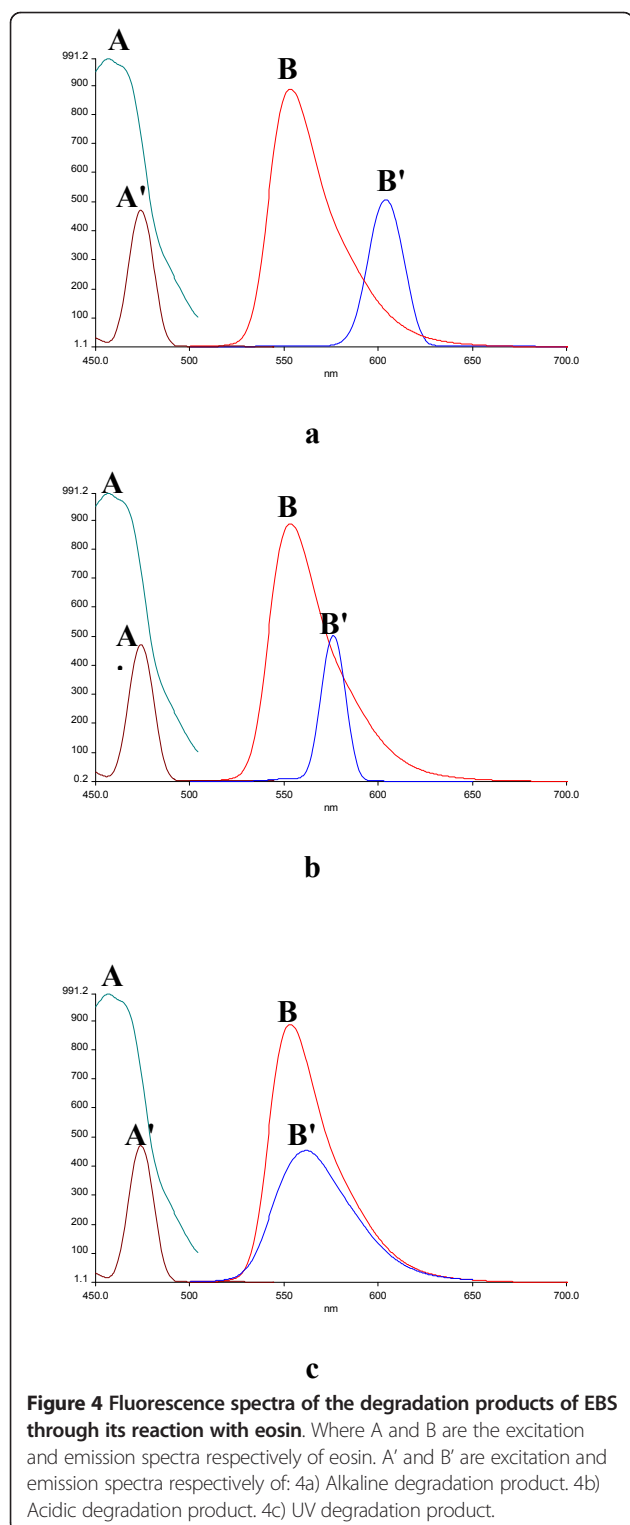 A
991.2
B
900
800
700
B'
600
A'
500
400
300
200
100
1.1
450.0 500 550 600 650 700.0
nm
a
A
991.2
B
900
800
700
600
B'
A
500
.
400
300
200
100
0.2
450.0 500 550 600 650 700.0
nm
b
A
991.2
B
900
800
700
600
A'
B'
500
400
300
200
100
1.1
450.0 500 550 600 650 700.0
nm
c
Figure 4 Fluorescence spectra of the degradation products of EBS
through its reaction with eosin. Where A and B are the excitation
and emission spectra respectively of eosin. A’ and B’ are excitation and
emission spectra respectively of: 4a) Alkaline degradation product. 4b)
Acidic degradation product. 4c) UV degradation product.